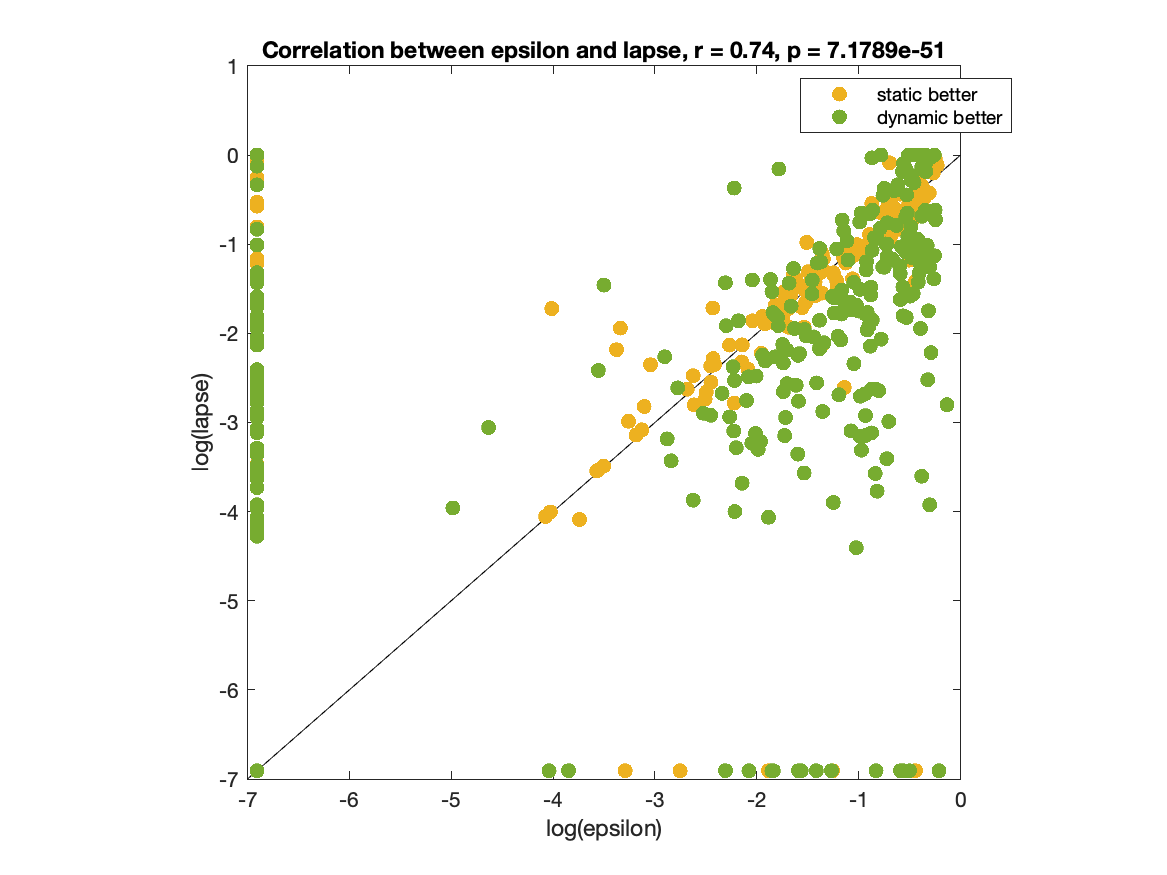 Correlation between epsilon and lapse, r = 0.74, p = 7.1789e-51
1
static better
dynamic better
0
-1
-2
-3
-4
-5
-6
-7
log(lapse)
-7 -6 -5 -4 -3 -2 -1 0
log(epsilon)